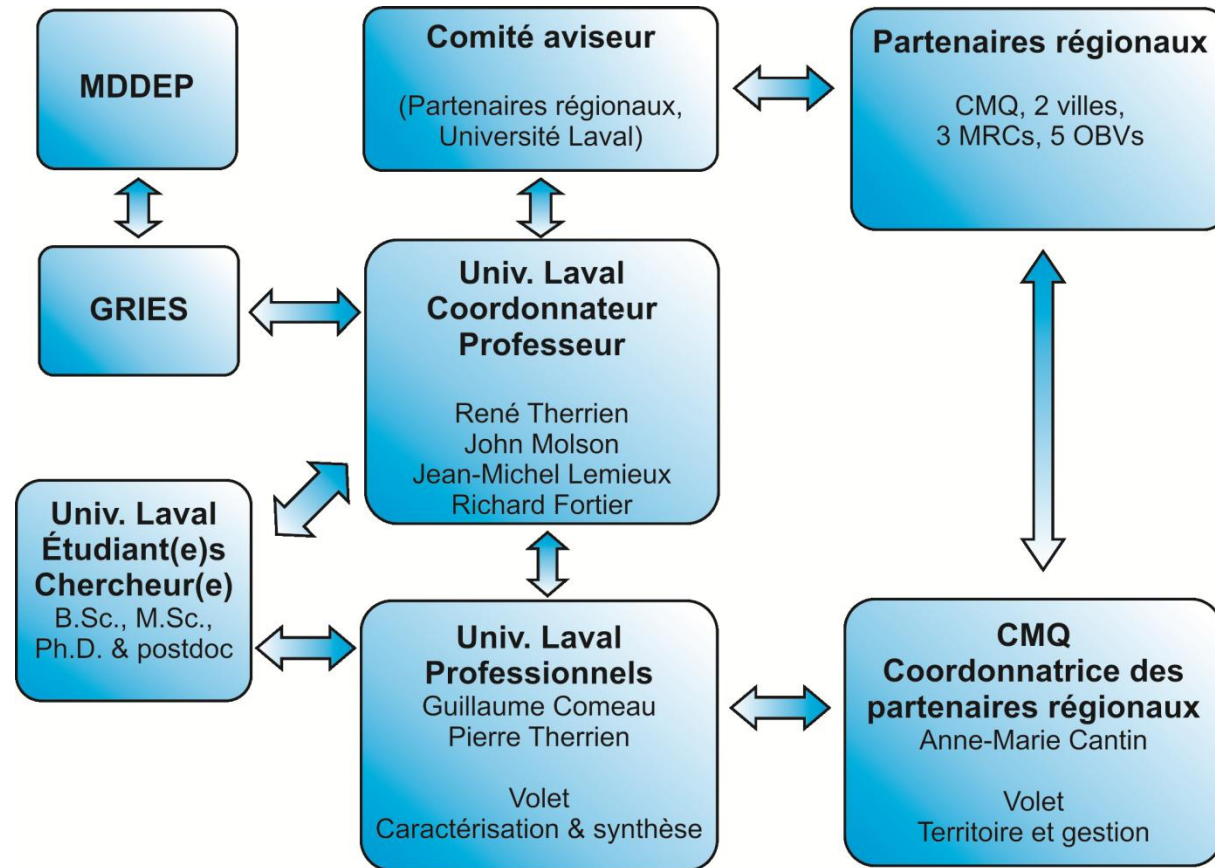 MDDEP
Comité aviseur
(Partenaires régionaux,
Université Laval)
Partenaires régionaux
CMQ, 2 villes,
3 MRCs, 5 OBVs
GRIES
Univ. Laval
Coordonnateur
Professeur
René Therrien
John Molson
Jean-Michel Lemieux
Richard Fortier
Univ. Laval
Étudiant(e)s
Chercheur(e)
B.Sc., M.Sc.,
Ph.D. & postdoc
Univ. Laval
Professionnels
Guillaume Comeau
Pierre Therrien
Volet
Caractérisation & synthèse
CMQ
Coordonnatrice des
partenaires régionaux
Anne-Marie Cantin
Volet
Territoire et gestion